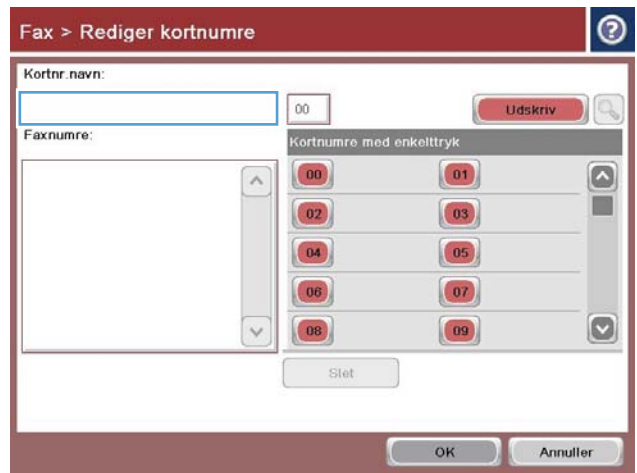 Fax > Rediger kortnumre
Kortnr.navn:
00
Udskriv
Faxnumre:
Kortnumre med enkelttryk
00 01
02 03
04 05
06 07
08 09
Slet
OK Annuller